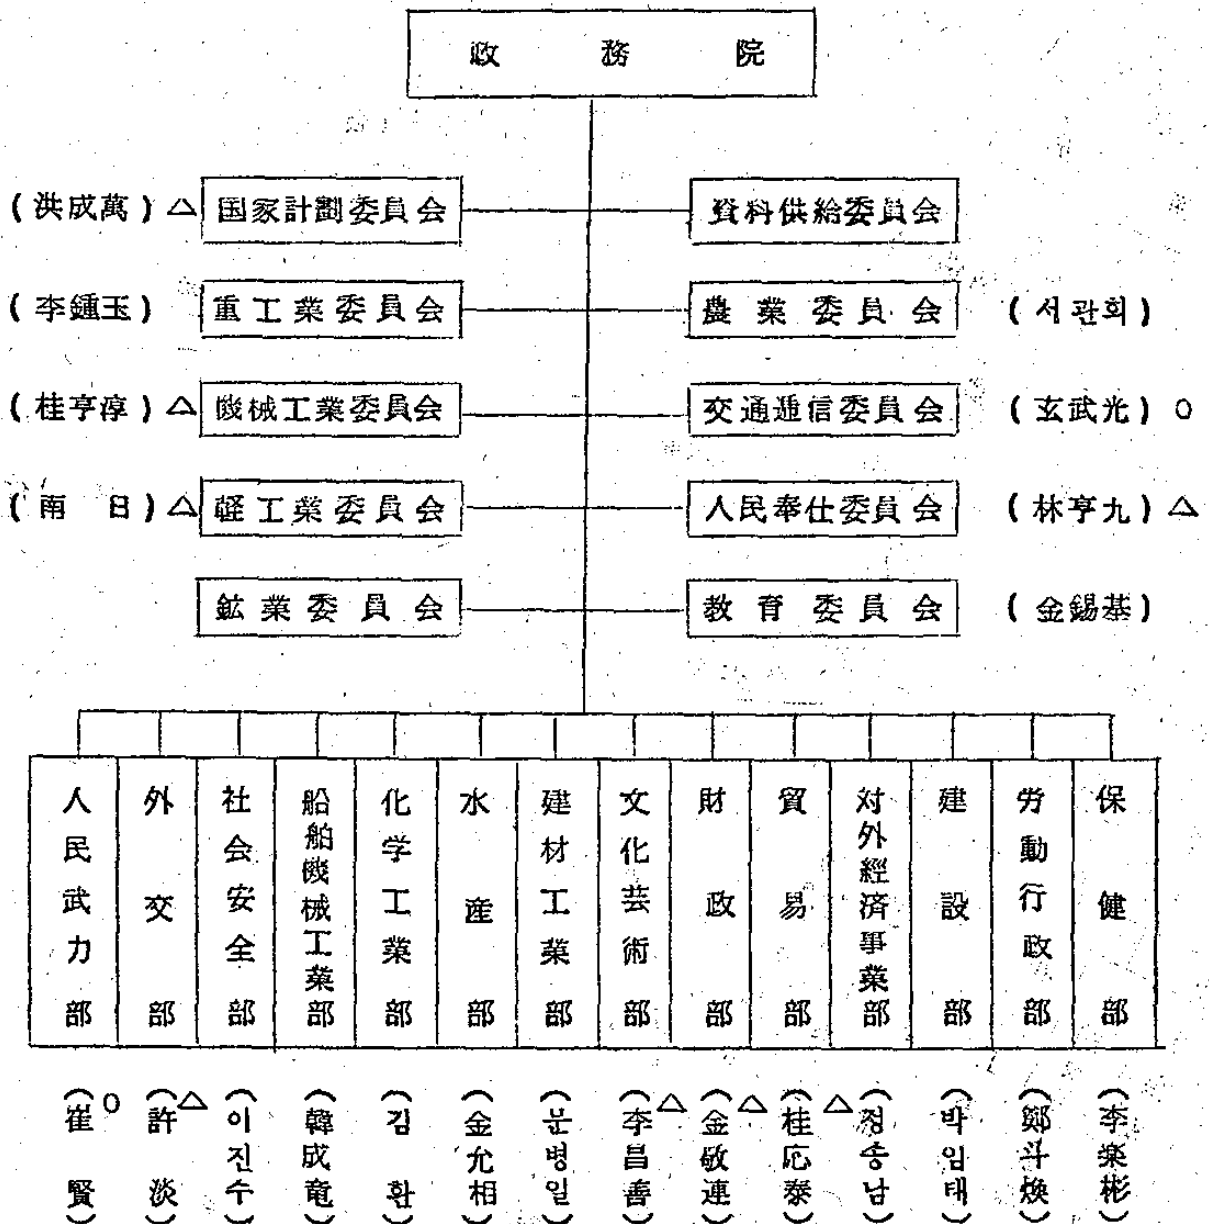 政務院
(洪成萬) △ 国家計劃委員会
資料供給委員会
(李鍾玉) 重工業委員会
農業委員会 (서관회)
(桂亨淳) △ 機械工業委員会
交通逓信委員会 (玄武光) ○
(南日) △ 軽工業委員会
人民奉仕委員会 (林亨九) △
鉱業委員会
教育委員会 (金錫基)
人民武力部
外交部
社会安全部
船舶機械工業部
化学工業部
水産部
建材工業部
文化芸術部
財政部
貿易部
対外經済事業部
建設部
労動行政部
保健部
(崔賢) ○
(許淡) △
(이진수)
(韓成竜)
(김환)
(金允相)
(문병일)
(李昌善) △
(金敬連) △
(桂応泰) △
(정송남)
(박임태)
(鄭斗煥)
(李楽彬)